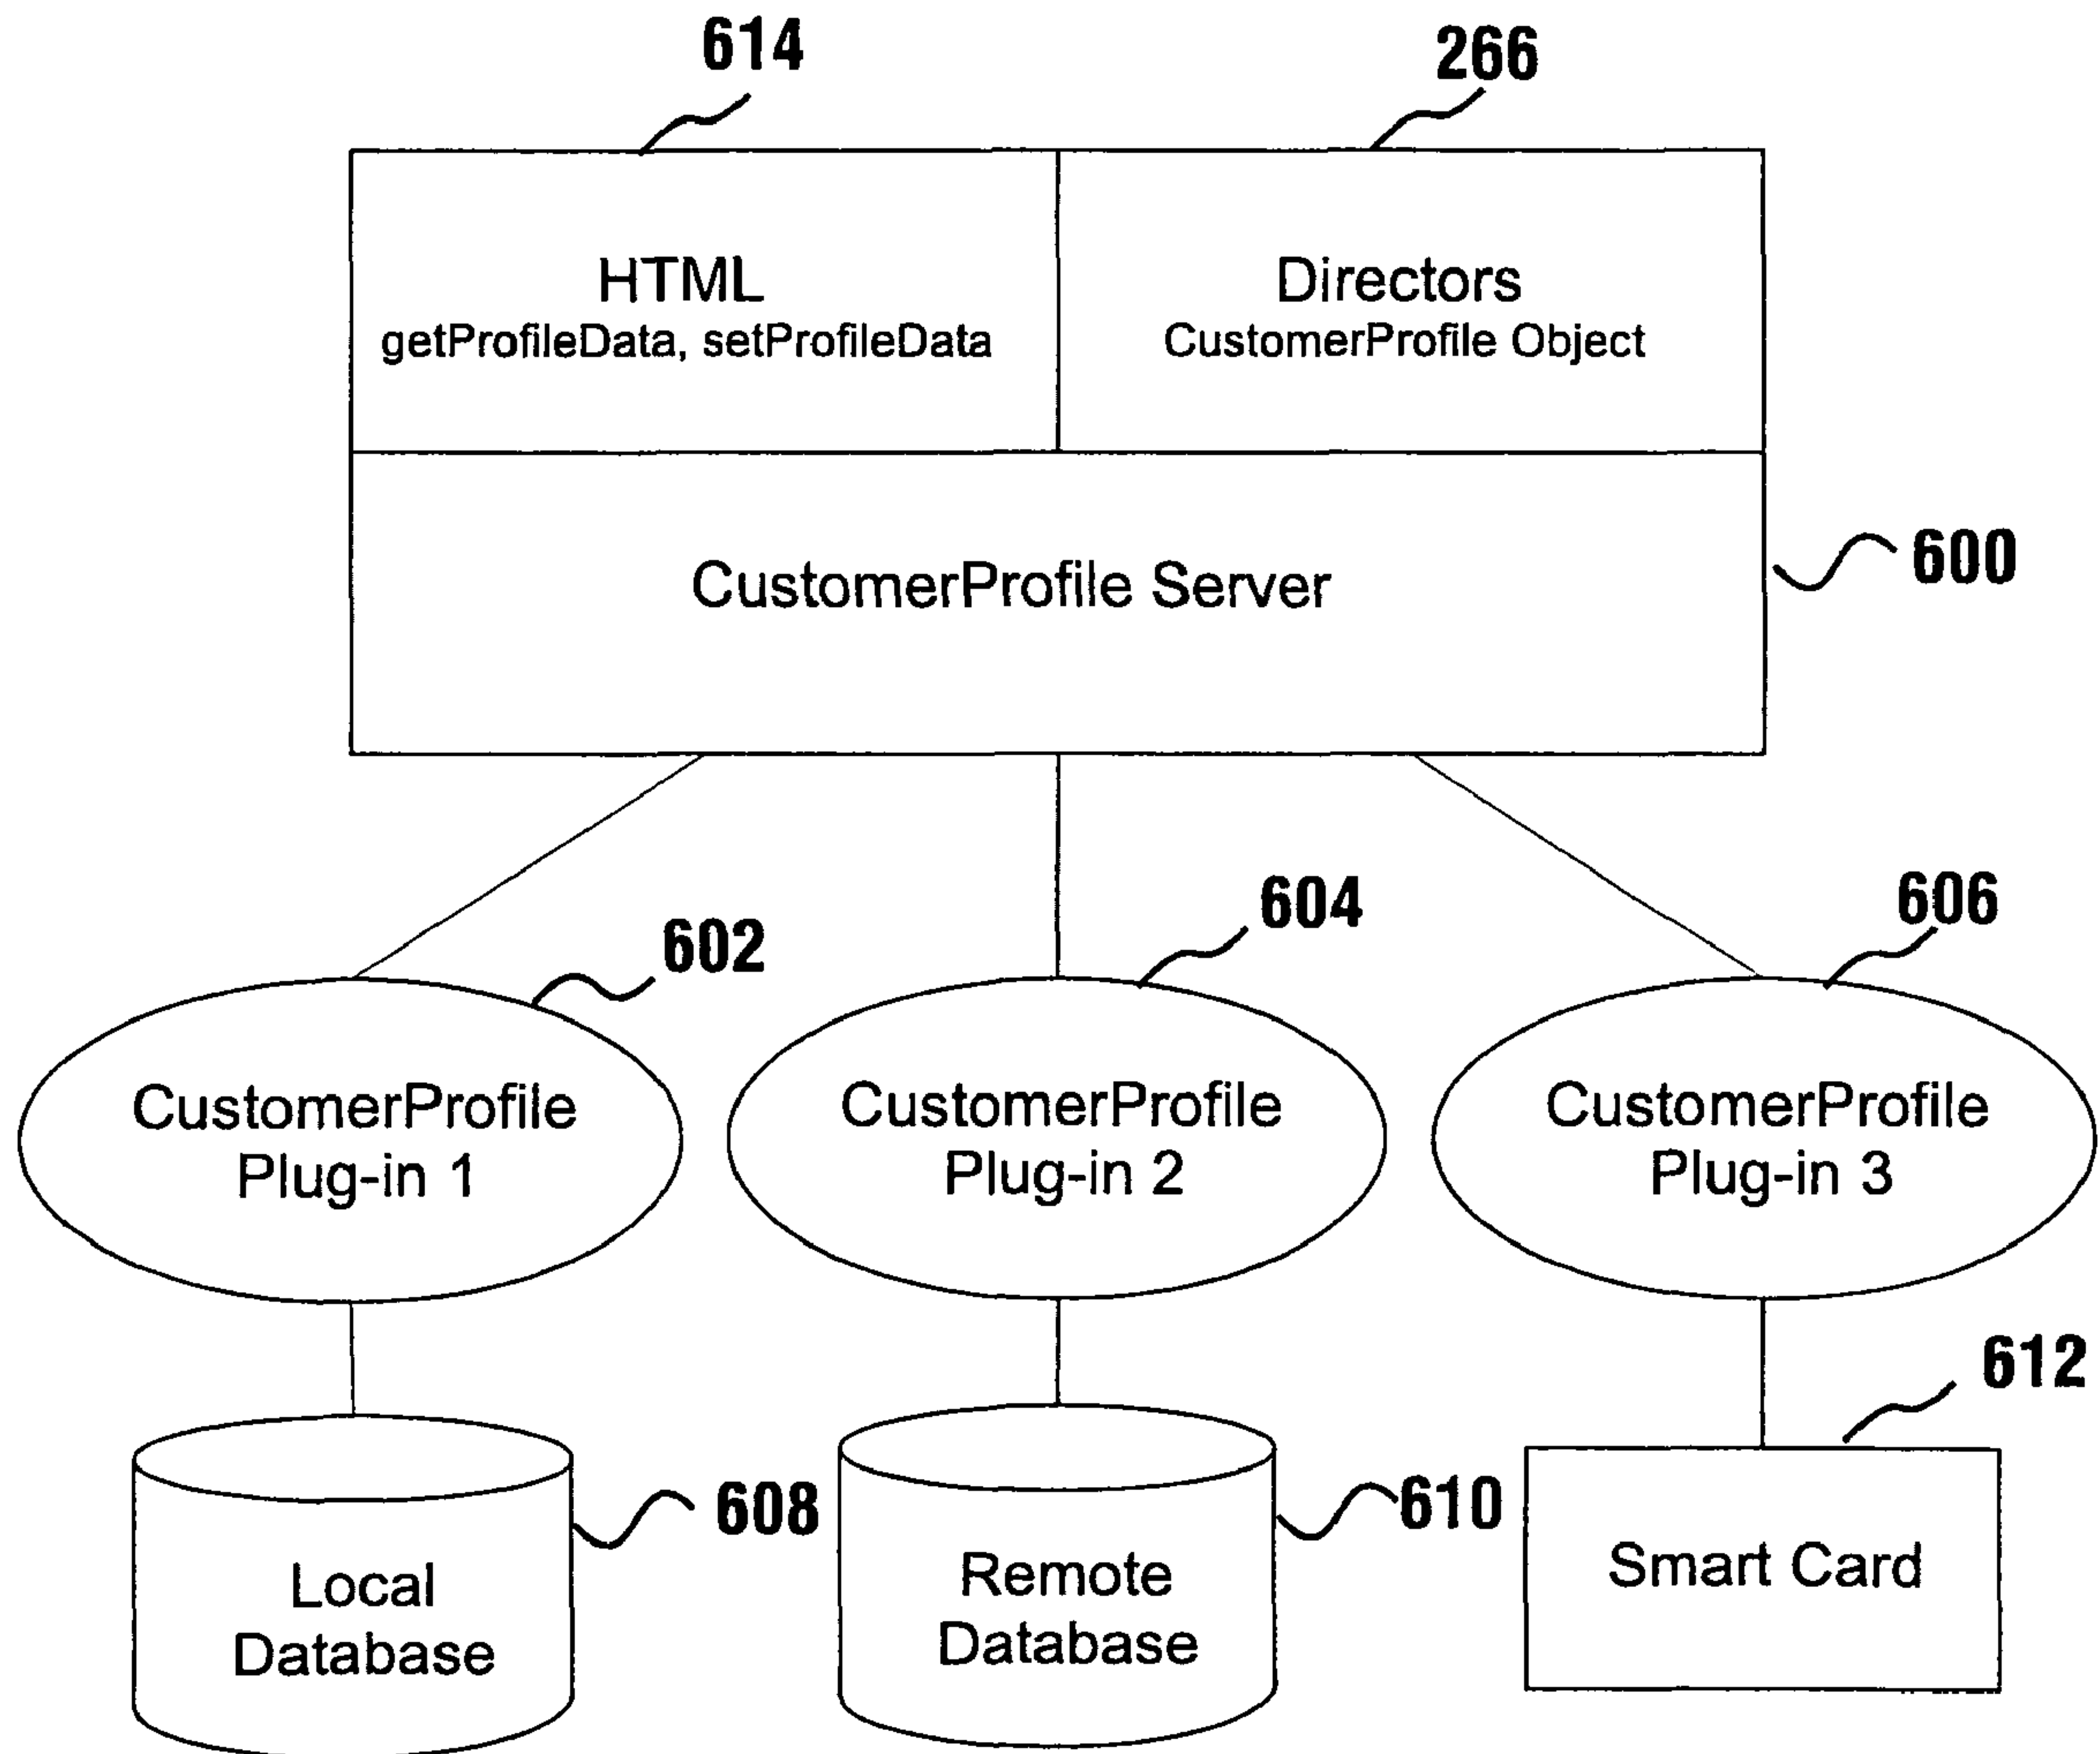 614
266
HTML
getProfileData, setProfileData
Directors
CustomerProfile Object
CustomerProfile Server
600
602
604
606
CustomerProfile
Plug-in 1
CustomerProfile
Plug-in 2
CustomerProfile
Plug-in 3
612
608
610
Local
Database
Remote
Database
Smart Card